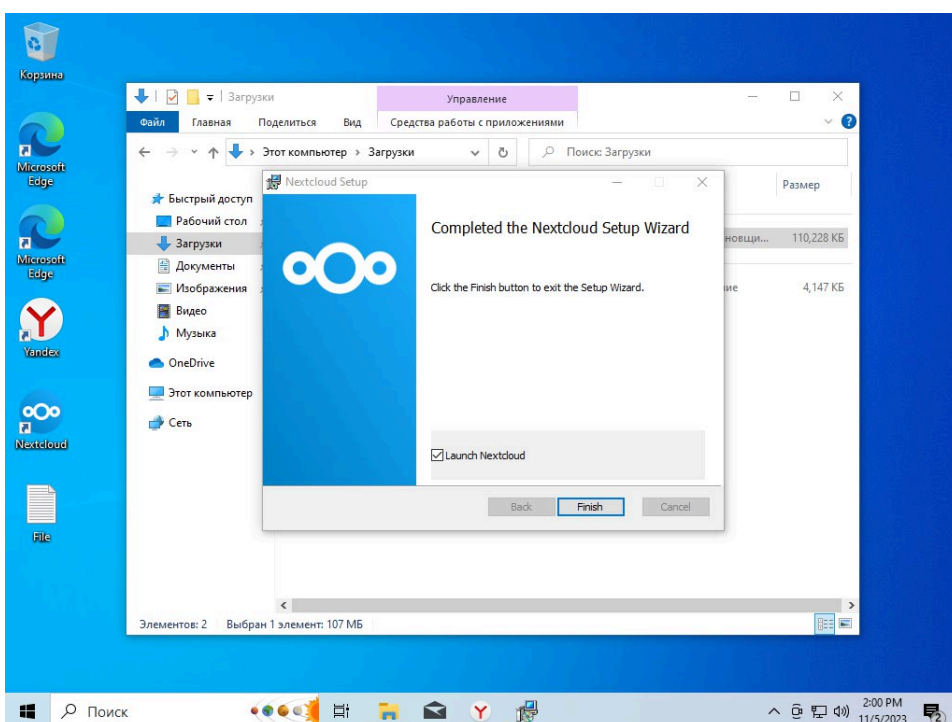 Корзина
Microsoft
Edge
Microsoft
Edge
Yandex
Nextcloud
File
Загрузки
Управление
Файл
Главная
Поделиться
Вид
Средства работы с приложениями
Этот компьютер
Загрузки
Поиск: Загрузки
Быстрый доступ
Рабочий стол
Загрузки
Документы
Изображения
Видео
Музыка
OneDrive
Этот компьютер
Сеть
Размер
новщи... 110,228 КБ
ие 4,147 КБ
Nextcloud Setup
Completed the Nextcloud Setup Wizard
Click the Finish button to exit the Setup Wizard.
Launch Nextcloud
Back
Finish
Cancel
Элементов: 2 Выбран 1 элемент: 107 МБ
Поиск
2:00 PM
11/5/2023
2